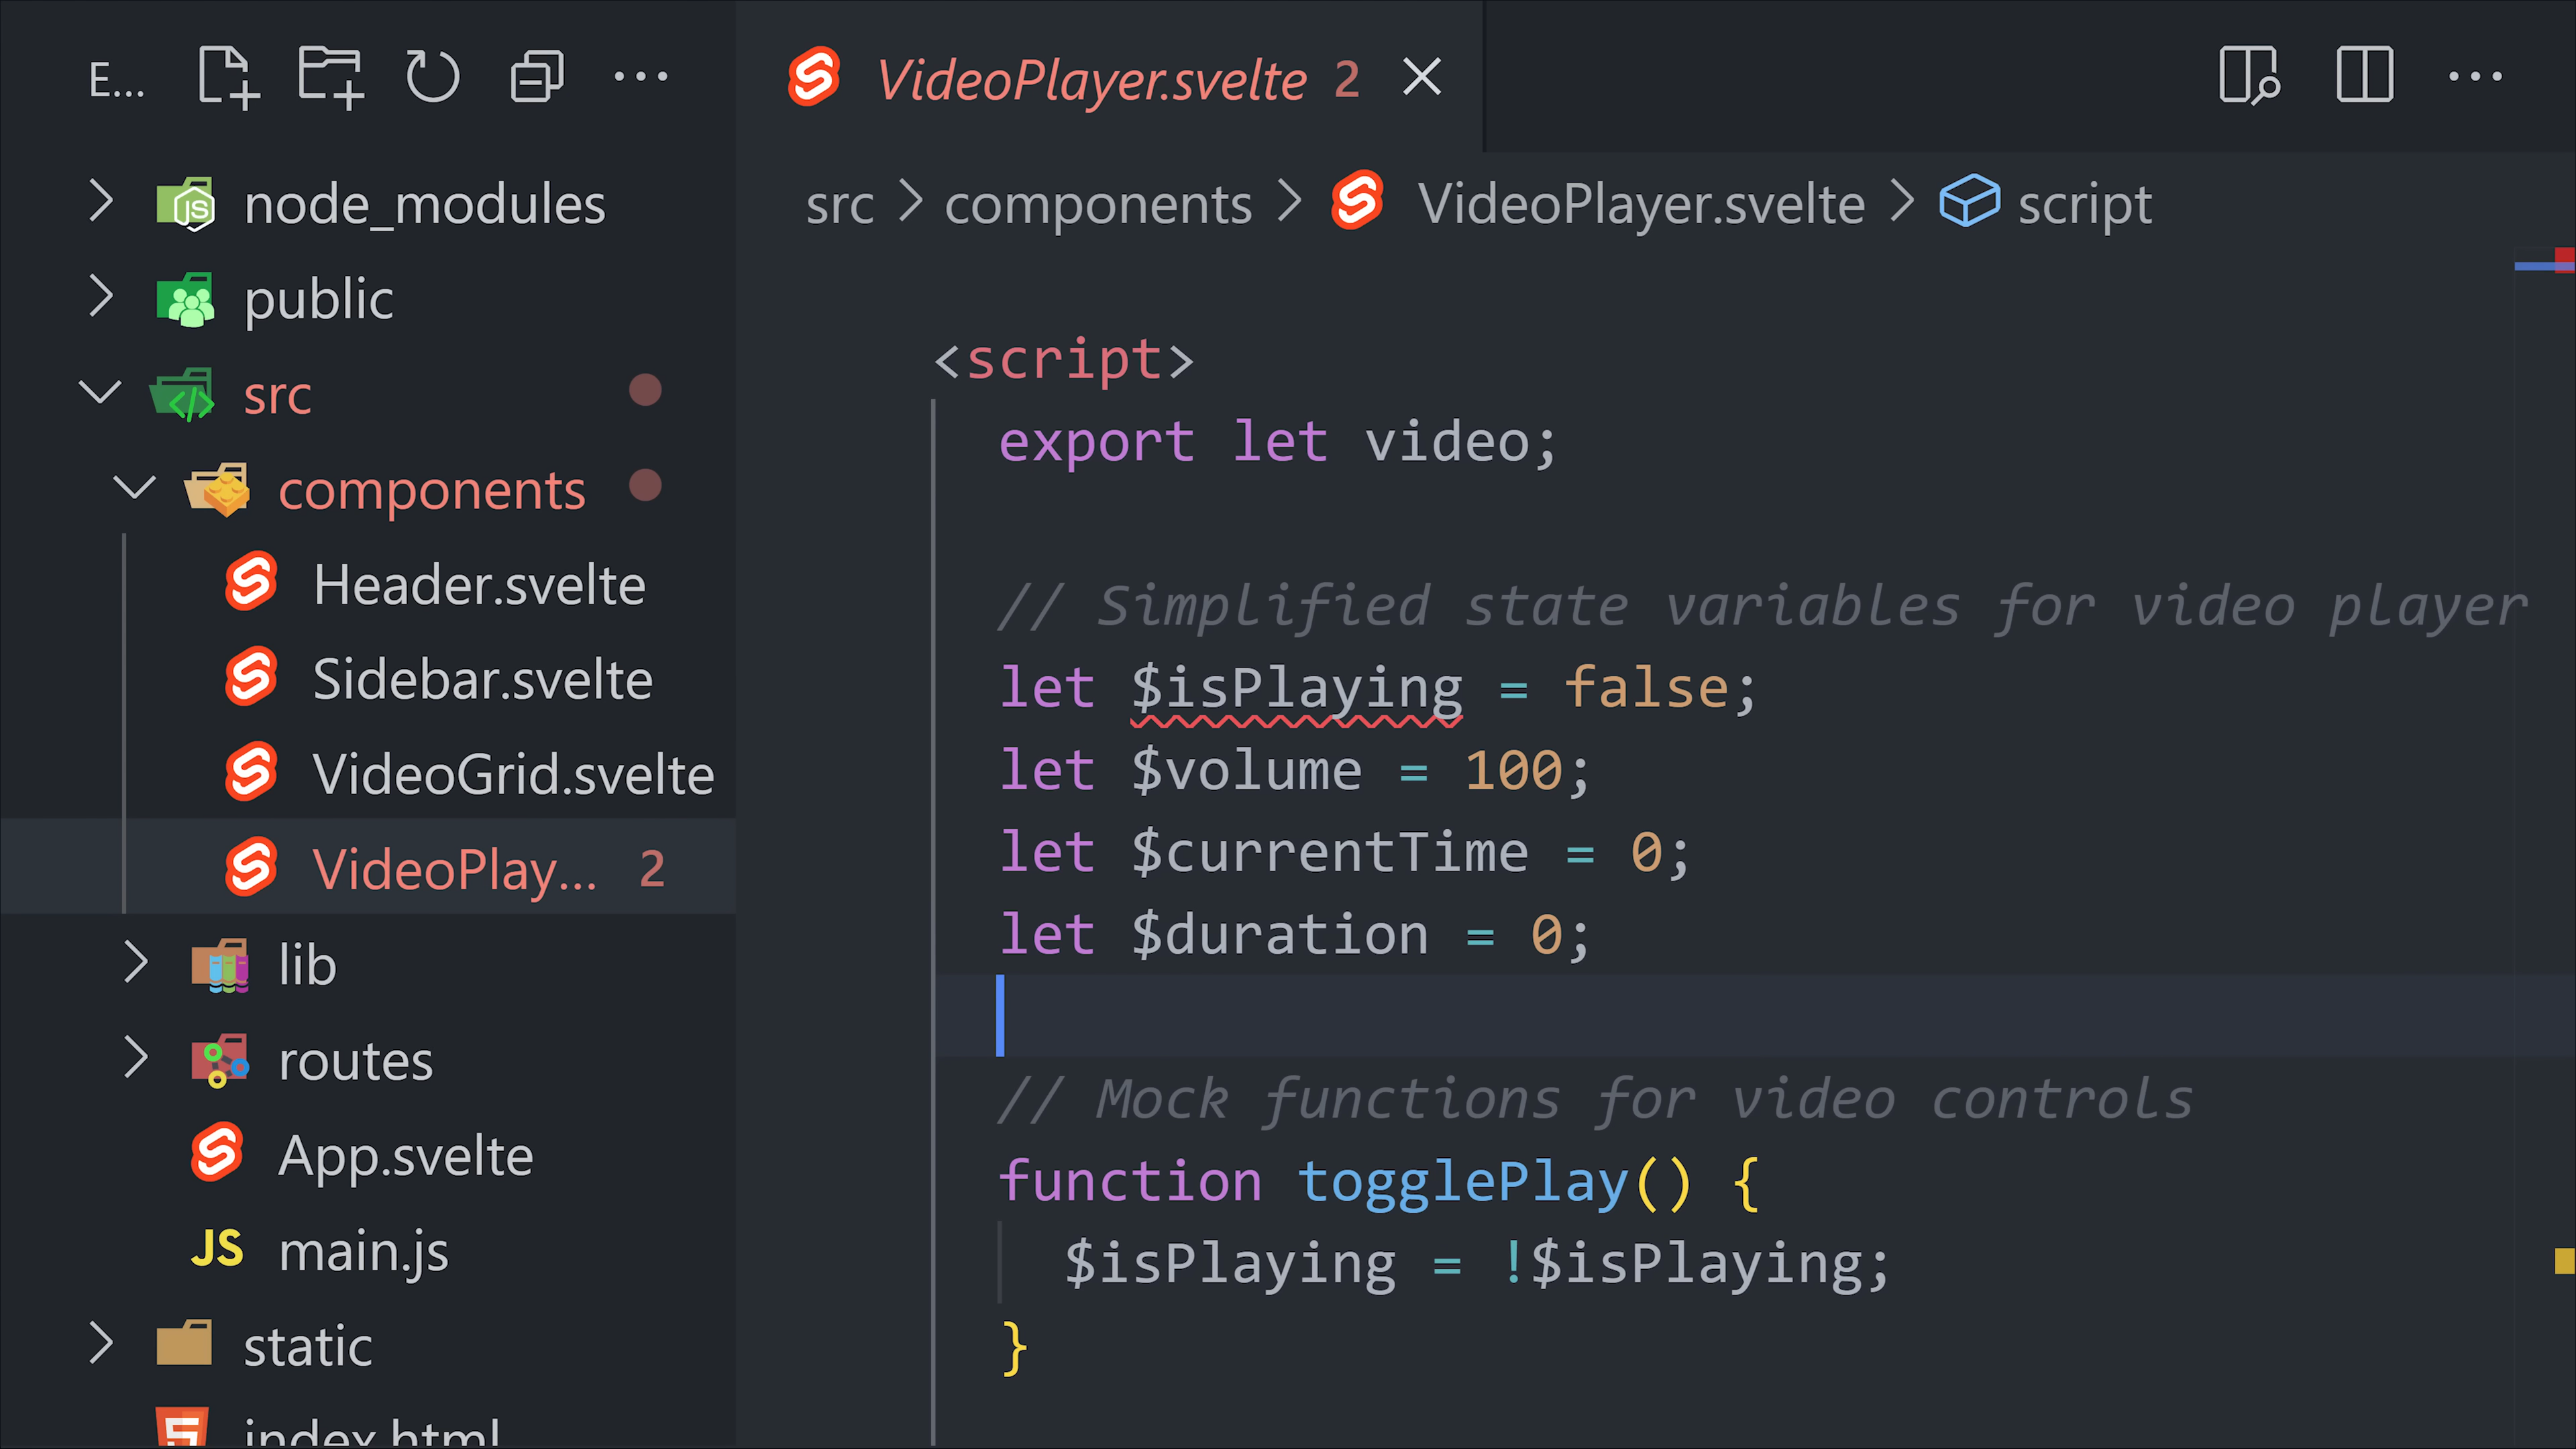 E...
VideoPlayer.svelte 2
src > components > VideoPlayer.svelte > script
node_modules
public
src
components
Header.svelte
Sidebar.svelte
VideoGrid.svelte
VideoPlay... 2
lib
routes
App.svelte
JS main.js
static
index.html
<script>
export let video;
// Simplified state variables for video player
let $isPlaying = false;
let $volume = 100;
let $currentTime = 0;
let $duration = 0;
// Mock functions for video controls
function togglePlay() {
$isPlaying = !$isPlaying;
}